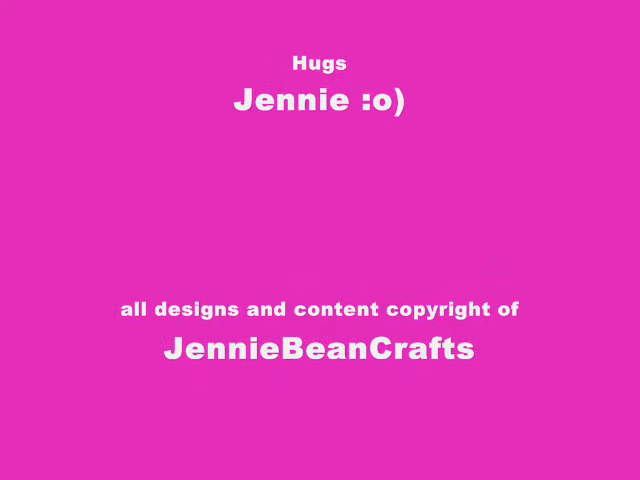 Hugs
Jennie :o)
all designs and content copyright of
JennieBeanCrafts